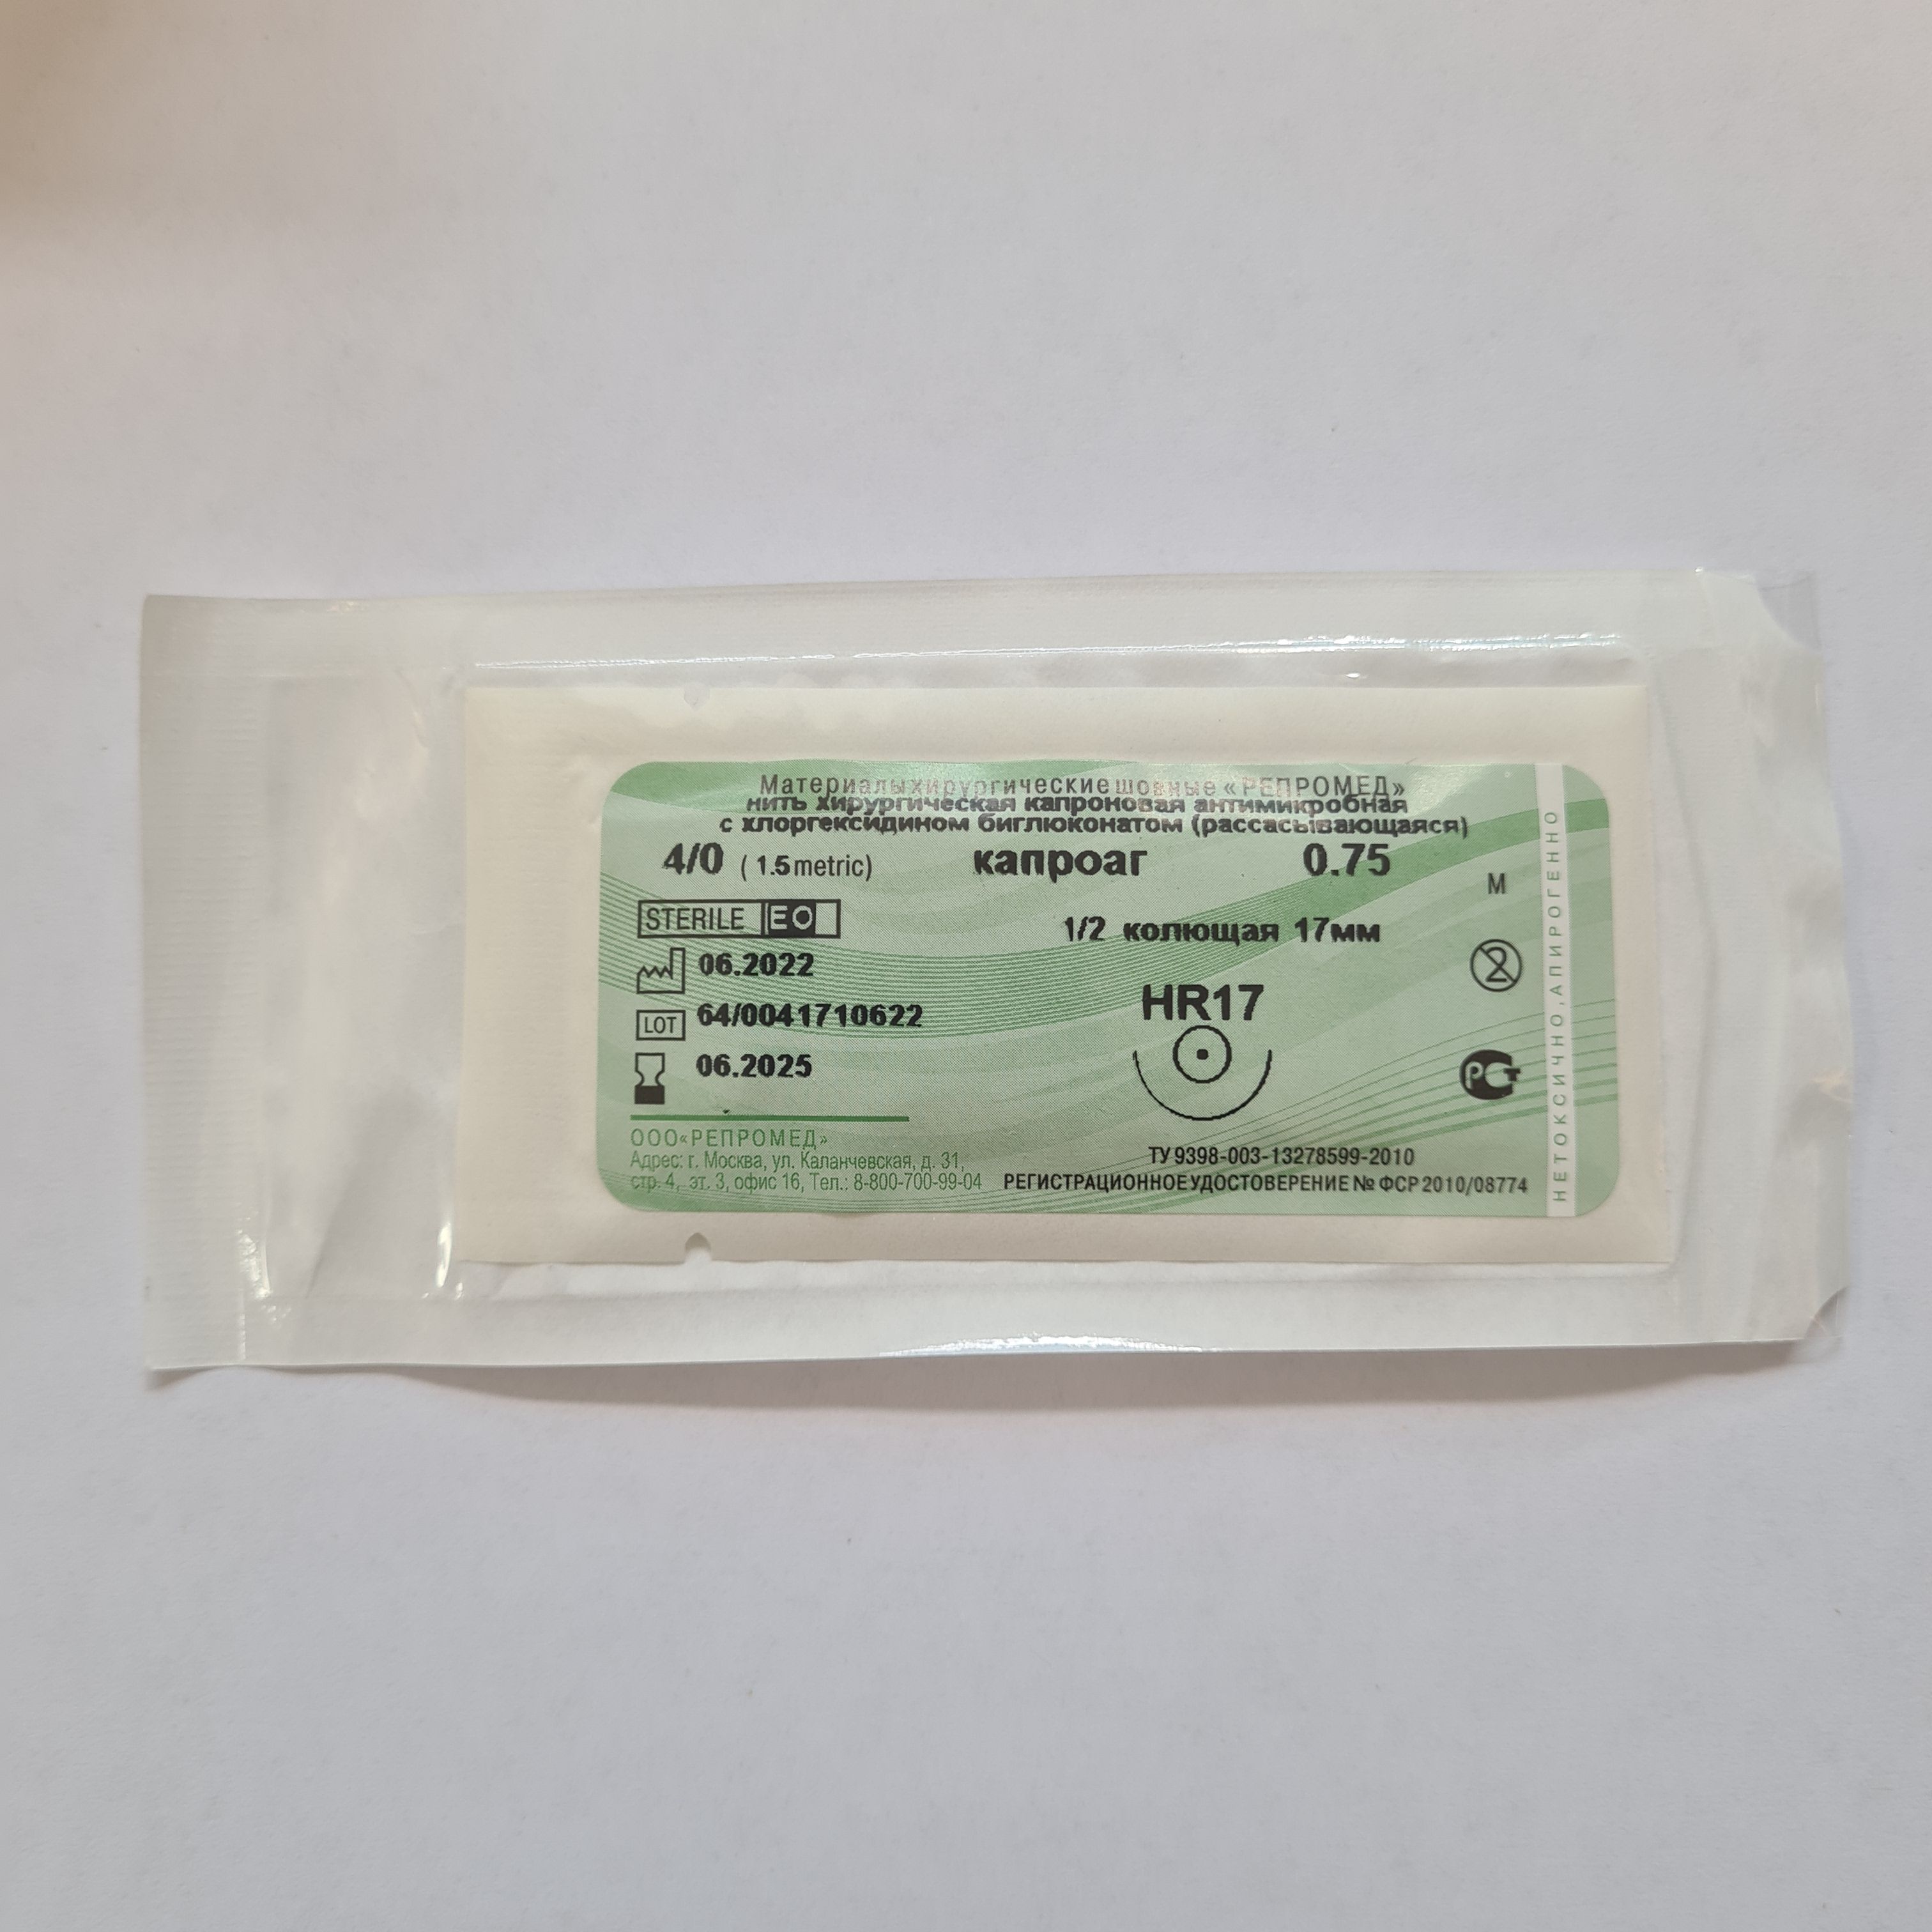 Материалы хирургические шовные «РЕПРОМЕД»
нить хирургическая капроновая антимикробная
с хлоргексидином биглюконатом (рассасывающаяся)
4/0 (1.5 metric) капроаг 0.75
М
STERILE EO
1/2 колющая 17мм
06.2022
2
LOT 64/0041710622
HR17
06.2025
РСТ
ООО «РЕПРОМЕД»
Адрес: г. Москва, ул. Каланчевская, д. 31,
стр. 4, эт. 3, офис 16, Тел.: 8-800-700-99-04
ТУ 9398-003-13278599-2010
РЕГИСТРАЦИОННОЕ УДОСТОВЕРЕНИЕ № ФСР 2010/08774
НЕТОКСИЧНО, АПИРОГЕННО